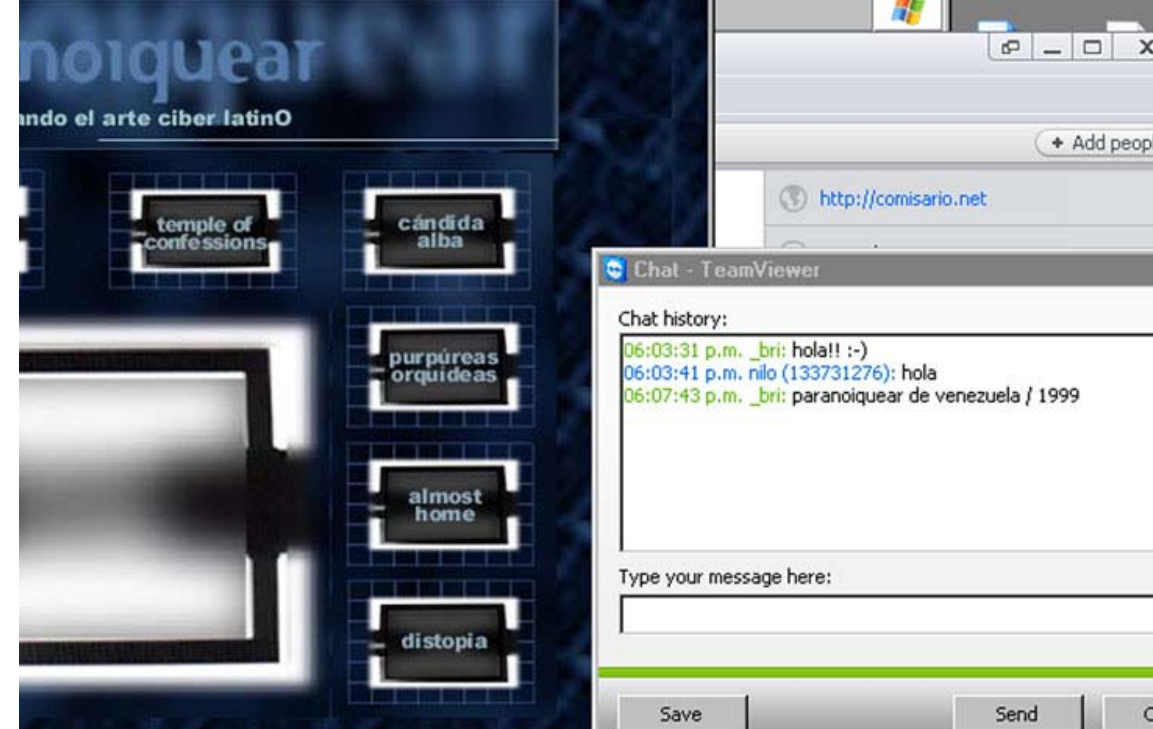 noiquear
ando el arte ciber latinO
temple of
confessions
cándida
alba
purpúreas
orquídeas
almost
home
distopia
+ Add peopl
http://comisario.net
Chat - TeamViewer
Chat history:
06:03:31 p.m. _bri: hola!! :-)
06:03:41 p.m. nilo (133731276): hola
06:07:43 p.m. _bri: paranoiquear de venezuela / 1999
Type your message here:
Save
Send